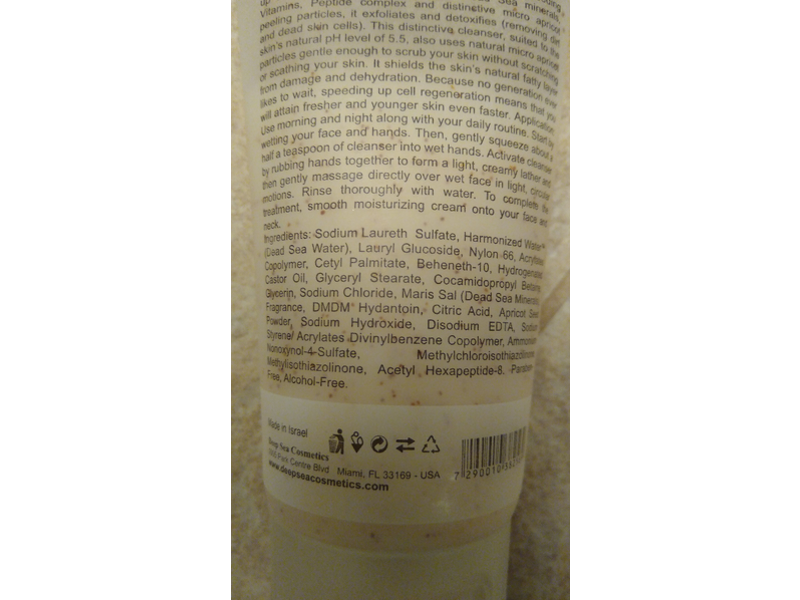 Sea minerals,
Vitamins, Peptide complex and distinctive micro apricot
peeling particles, it exfoliates and detoxifies (removing dirt
and dead skin cells). This distinctive cleanser, suited to the
skin's natural pH level of 5.5, also uses natural micro apricot
particles gentle enough to scrub your skin without scratching
or scathing your skin. It shields the skin's natural fatty layer
from damage and dehydration. Because no generation ever
likes to wait, speeding up cell regeneration means that you
will attain fresher and younger skin even faster. Application:
Use morning and night along with your daily routine. Start by
wetting your face and hands. Then, gently squeeze about a
half a teaspoon of cleanser into wet hands. Activate cleanser
by rubbing hands together to form a light, creamy lather and
then gently massage directly over wet face in light, circular
motions. Rinse thoroughly with water. To complete the
treatment, smooth moisturizing cream onto your face and
neck.
Ingredients: Sodium Laureth Sulfate, Harmonized Water
(Dead Sea Water), Lauryl Glucoside, Nylon 66, Acrylates
Copolymer, Cetyl Palmitate, Beheneth-10, Hydrogenated
Castor Oil, Glyceryl Stearate, Cocamidopropyl Betaine,
Glycerin, Sodium Chloride, Maris Sal (Dead Sea Minerals),
Fragrance, DMDM Hydantoin, Citric Acid, Apricot Seed
Powder, Sodium Hydroxide, Disodium EDTA, Sodium
Styrene/ Acrylates Divinylbenzene Copolymer, Ammonium
Nonoxynol-4-Sulfate, Methylchloroisothiazolinone,
Methylisothiazolinone, Acetyl Hexapeptide-8. Paraben-
Free, Alcohol-Free.
Made in Israel
Deep Sea Cosmetics
Park Centre Blvd Miami, FL 33169 - USA
www.deepseacosmetics.com
7 290010